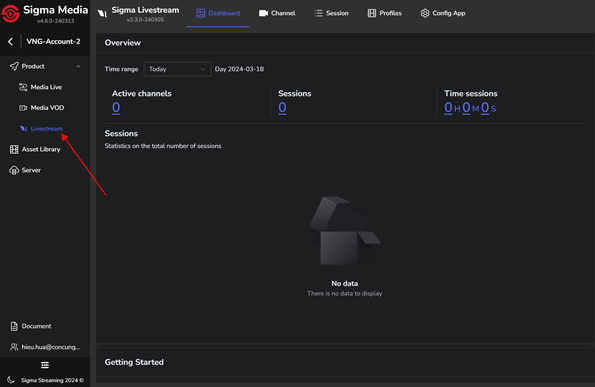 Sigma Media
v4.6.0-240313
VNG-Account-2
Product
Media Live
Media VOD
Livestream
Asset Library
Server
Document
hieu.hua@concung...
Sigma Streaming 2024 ©
Sigma Livestream
v2.3.0-240305
Dashboard
Channel
Session
Profiles
Config App
Overview
Time range
Today
Day 2024-03-18
Active channels
0
Sessions
0
Time sessions
0 H 0 M 0 S
Sessions
Statistics on the total number of sessions
No data
There is no data to display
Getting Started